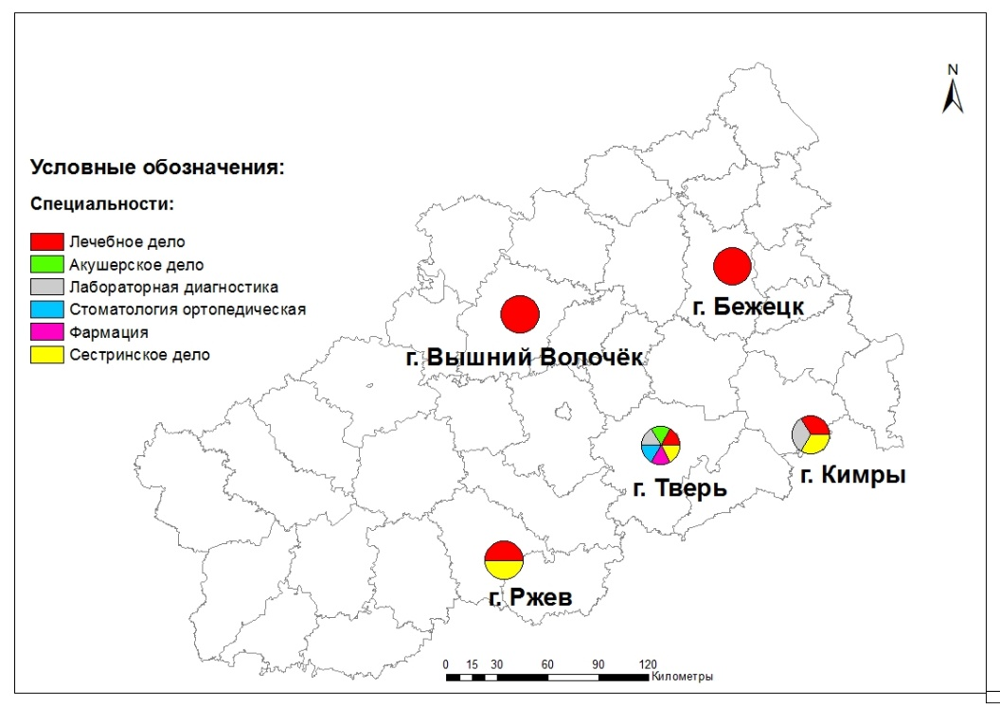 N
Условные обозначения:
Специальности:
Лечебное дело
Акушерское дело
Лабораторная диагностика
Стоматология ортопедическая
Фармация
Сестринское дело
г. Бежецк
г. Вышний Волочёк
г. Кимры
г. Тверь
г. Ржев
0 15 30 60 90 120
Километры